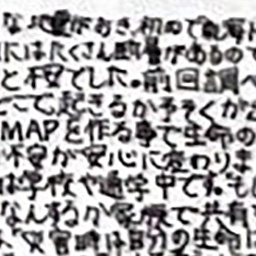 な地震がおき、初めて
にはたくさん断層があるので
と不安でした。前回調べ
どこで起きるか予そくが
MAPを作る事で生命の
不安が安心に変わりま
は学校や通学中です。もし
なんするか家族で共有
災害時は自分の生命は